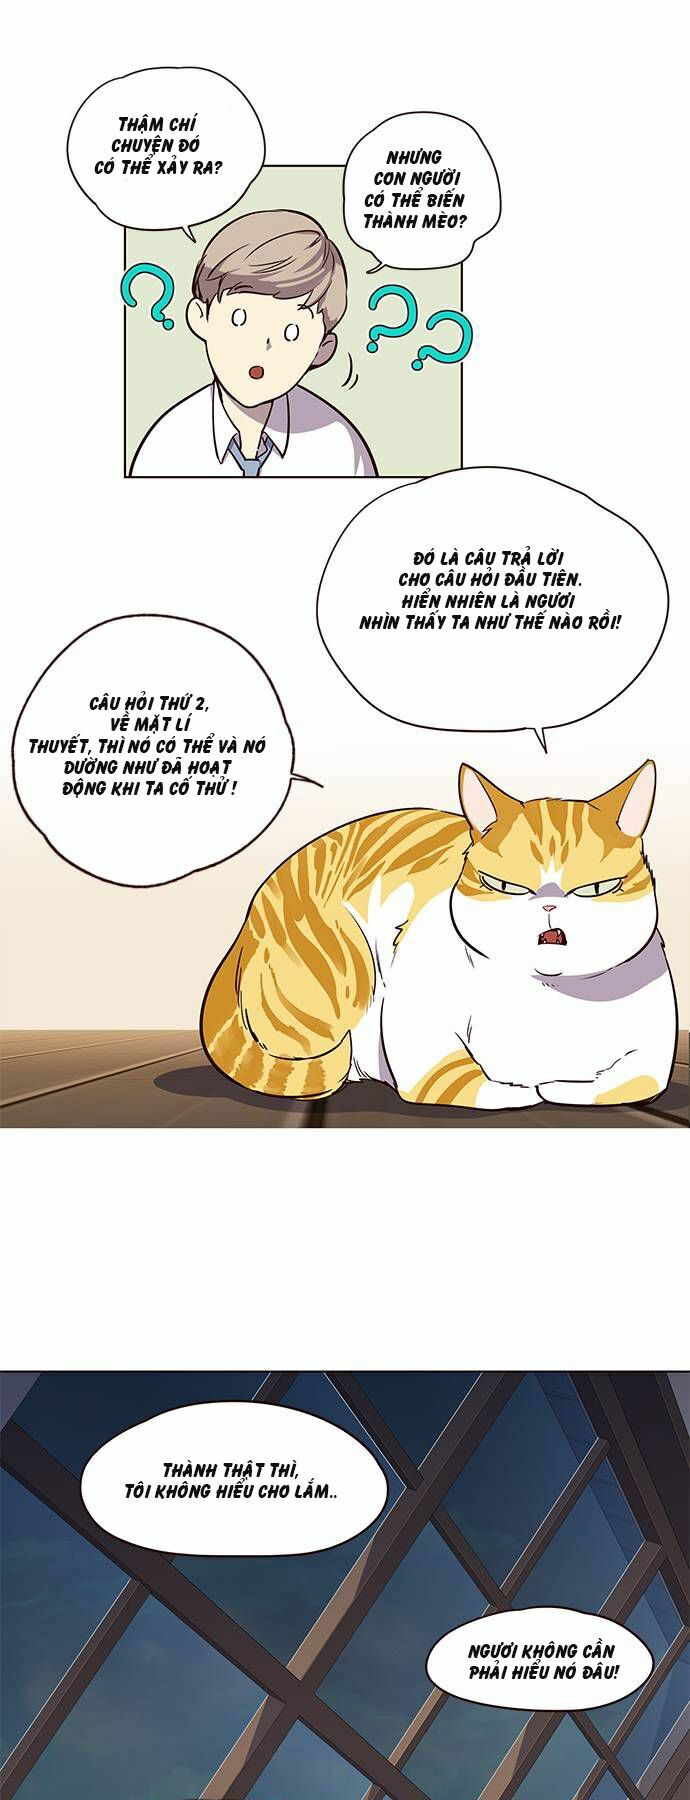 THẬM CHÍ
CHUYỆN ĐÓ
CÓ THỂ XẢY RA?
NHƯNG
CON NGƯỜI
CÓ THỂ BIẾN
THÀNH MÈO?
ĐÓ LÀ CÂU TRẢ LỜI
CHO CÂU HỎI ĐẦU TIÊN.
HIỂN NHIÊN LÀ NGƯƠI
NHÌN THẤY TA NHƯ THẾ NÀO RỒI!
CÂU HỎI THỨ 2,
VỀ MẶT LÍ
THUYẾT, THÌ NÓ CÓ THỂ VÀ NÓ
DƯỜNG NHƯ ĐÃ HOẠT
ĐỘNG KHI TA CỐ THỬ !
THÀNH THẬT THÌ,
TÔI KHÔNG HIỂU CHO LẮM..
NGƯƠI KHÔNG CẦN
PHẢI HIỂU NÓ ĐÂU!